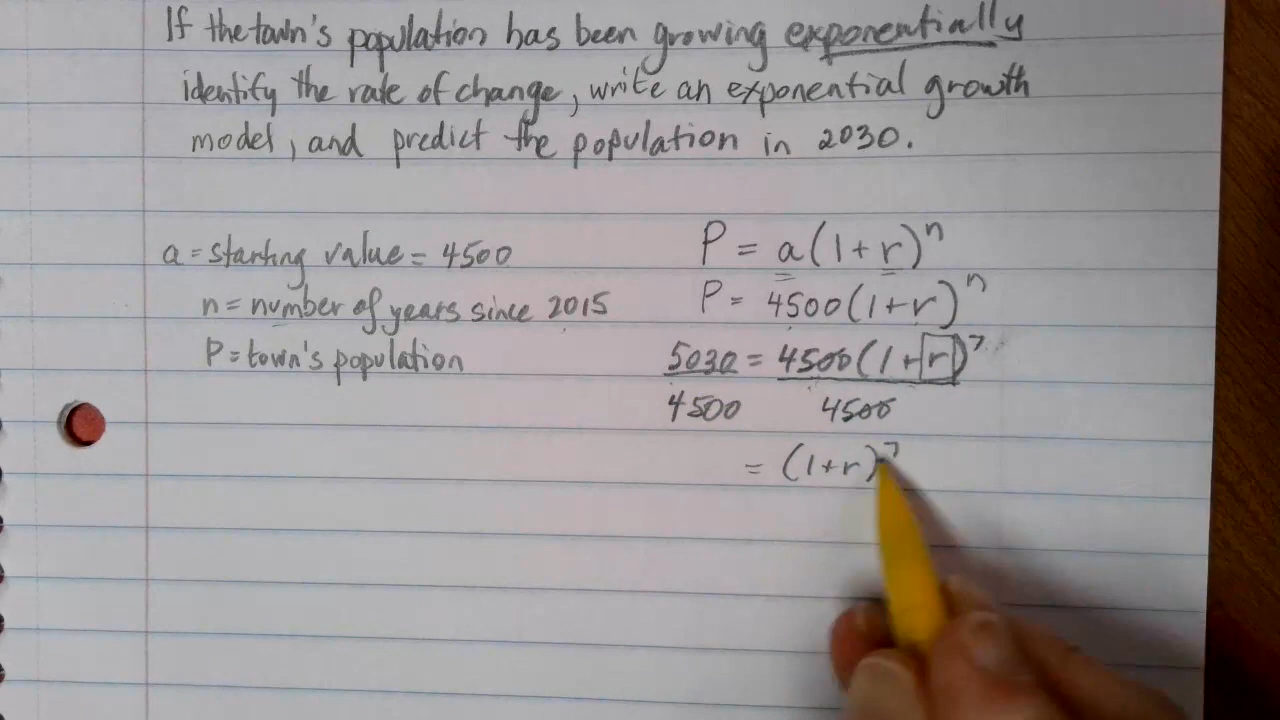 If the town's population has been growing exponentially
identify the rate of change, write an exponential growth
model, and predict the population in 2030.
a = starting value = 4500
n = number of years since 2015
P = town's population
P = a(1+r)^n
P = 4500(1+r)^n
5030 = 4500(1+r)^7
4500 4500
= (1+r)^7